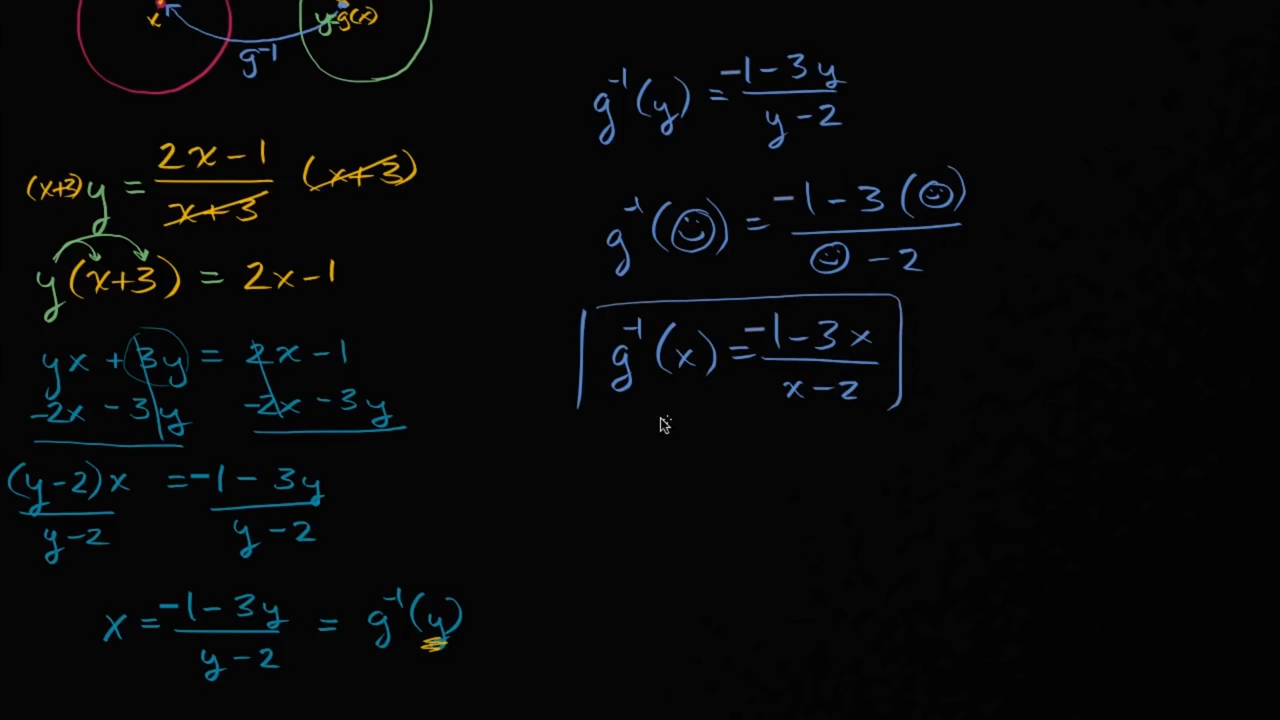 x
y=g(x)
g⁻¹
(x+3)y = (2x-1)/(x+3) (x+3)
y(x+3) = 2x-1
yx + 3y = 2x-1
-2x - 3y -2x - 3y
(y-2)x/(y-2) = (-1-3y)/(y-2)
x = (-1-3y)/(y-2) = g⁻¹(y)
g⁻¹(y) = (-1-3y)/(y-2)
g⁻¹(☺) = (-1-3(☺))/(☺-2)
g⁻¹(x) = (-1-3x)/(x-2)